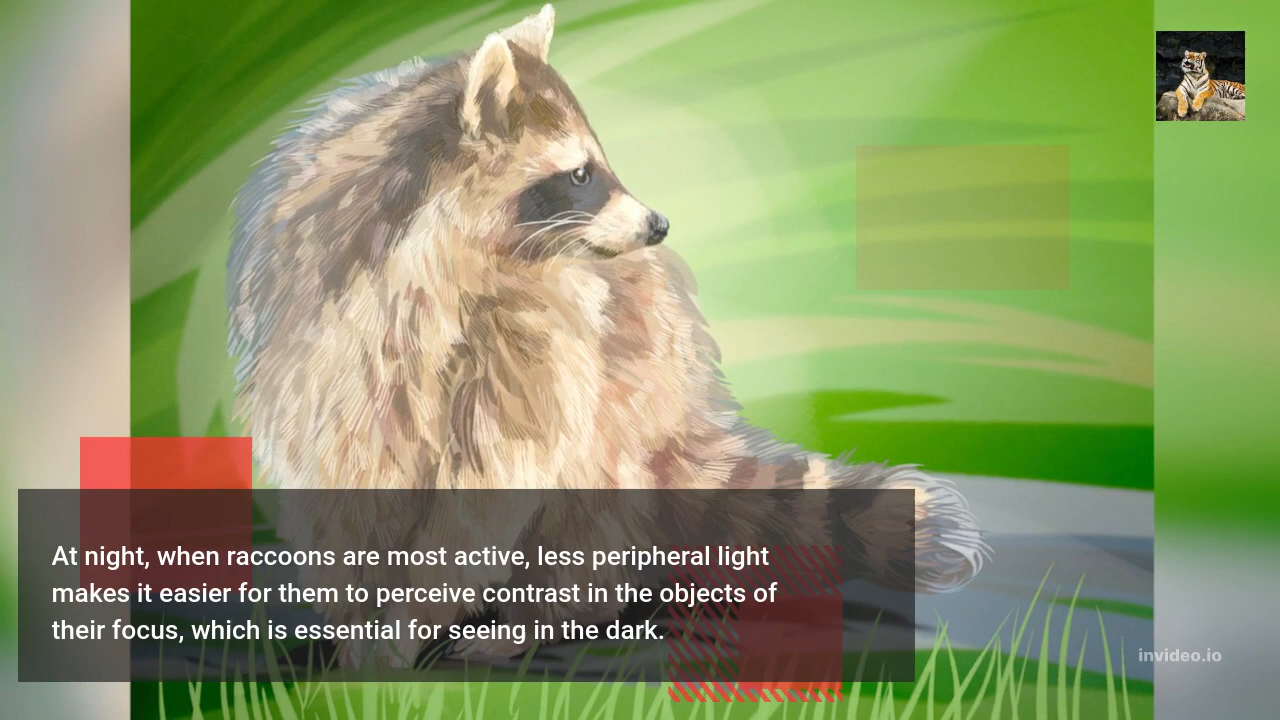 At night, when raccoons are most active, less peripheral light
makes it easier for them to perceive contrast in the objects of
their focus, which is essential for seeing in the dark.
invideo.io